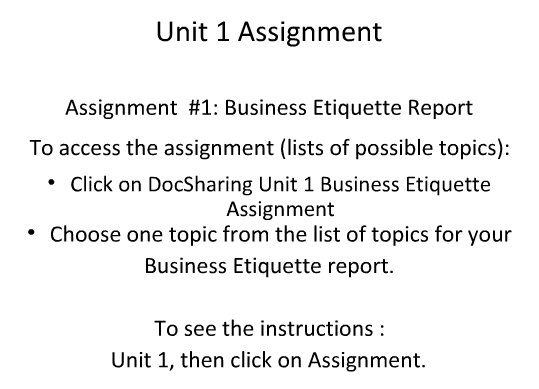 Unit 1 Assignment
Assignment  #1: Business Etiquette Report
To access the assignment (lists of possible topics):
• Click on DocSharing Unit 1 Business Etiquette
Assignment
• Choose one topic from the list of topics for your
Business Etiquette report.
To see the instructions :
Unit 1, then click on Assignment.